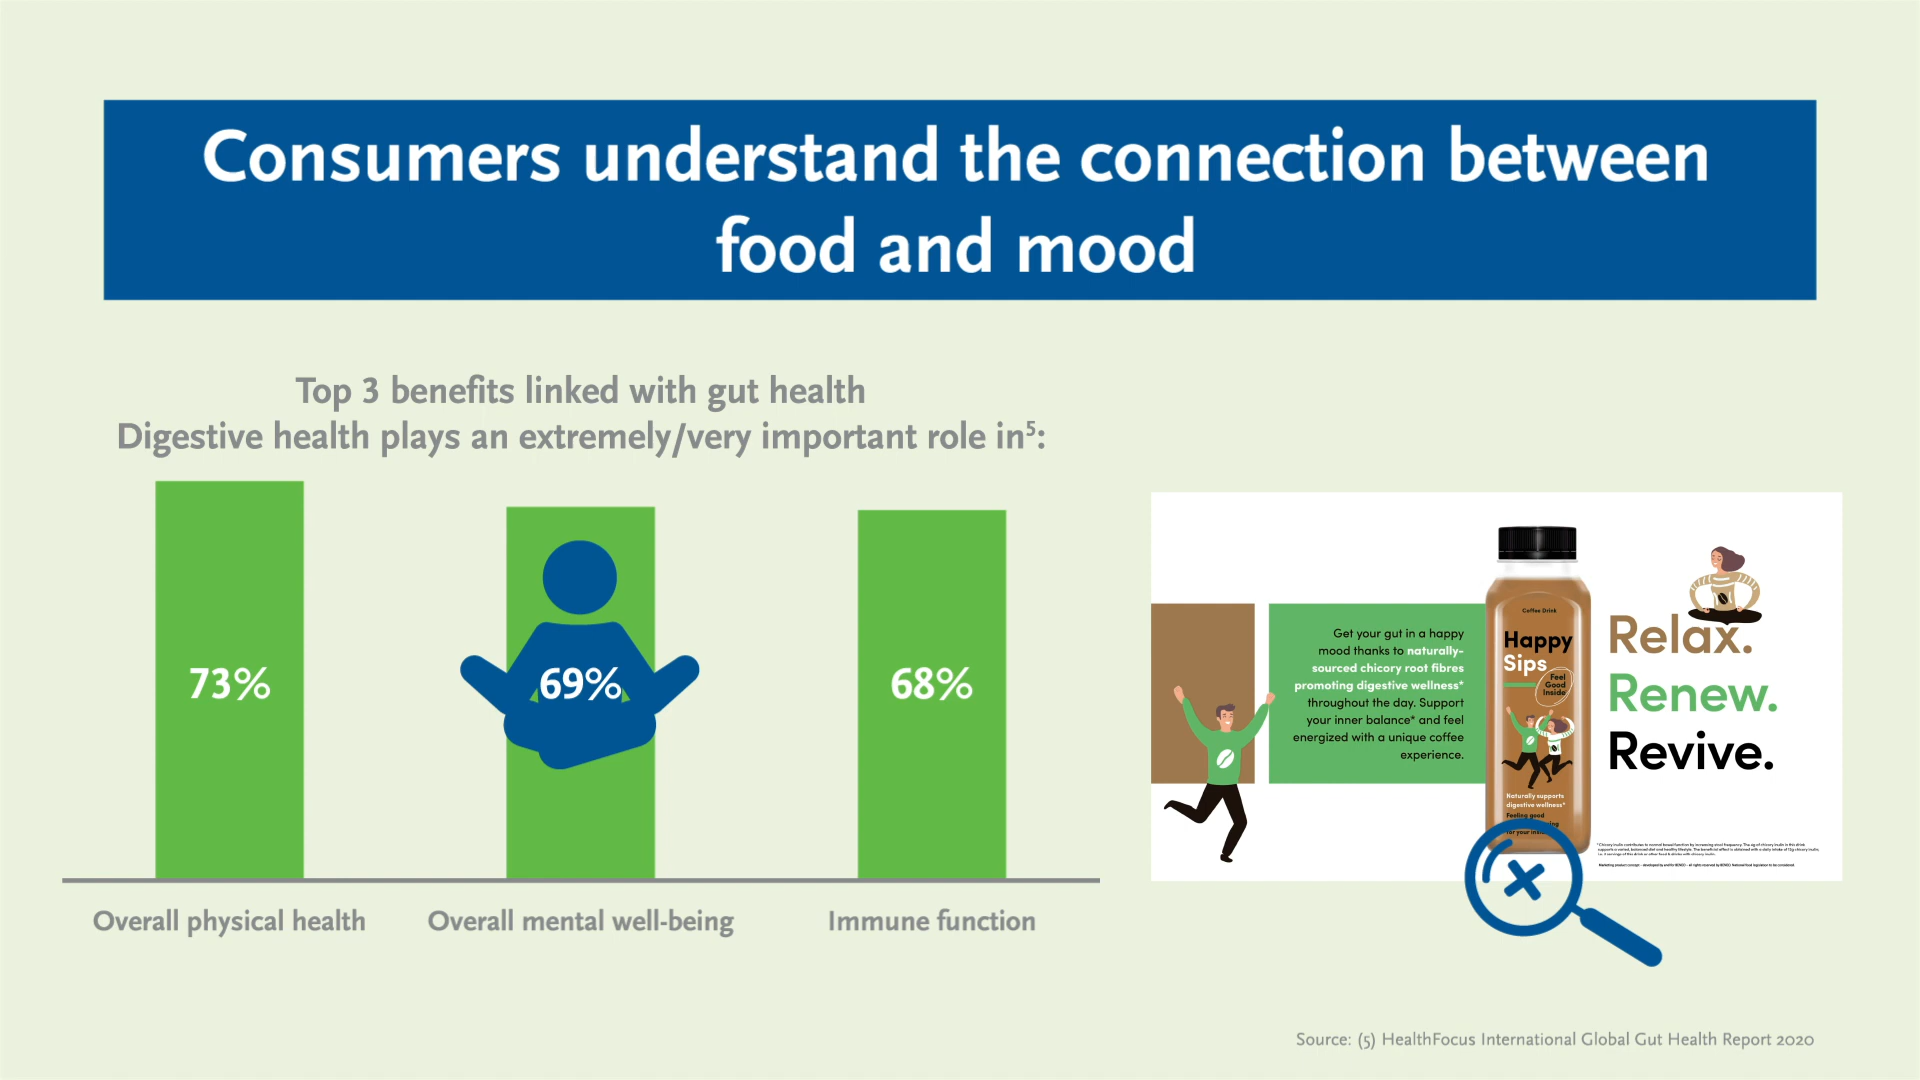 Consumers understand the connection between
food and mood
Top 3 benefits linked with gut health
Digestive health plays an extremely/very important role in⁵:
73%
69%
68%
Overall physical health
Overall mental well-being
Immune function
Get your gut in a happy
mood thanks to naturally-
sourced chicory root fibres
promoting digestive wellness*
throughout the day. Support
your inner balance* and feel
energized with a unique coffee
experience.
Coffee Drink
Happy
Sips
Feel
Good
Inside
Naturally supports
digestive wellness*
Feeling good
Relax.
Renew.
Revive.
Source: (5) HealthFocus International Global Gut Health Report 2020